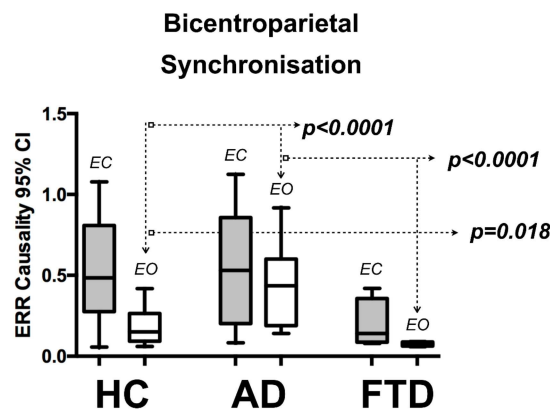 Bicentroparietal
Synchronisation
ERR Causality 95% CI
1.5
1.0
0.5
0.0
EC
EO
EC
EO
EC
EO
p<0.0001
p<0.0001
p=0.018
HC
AD
FTD